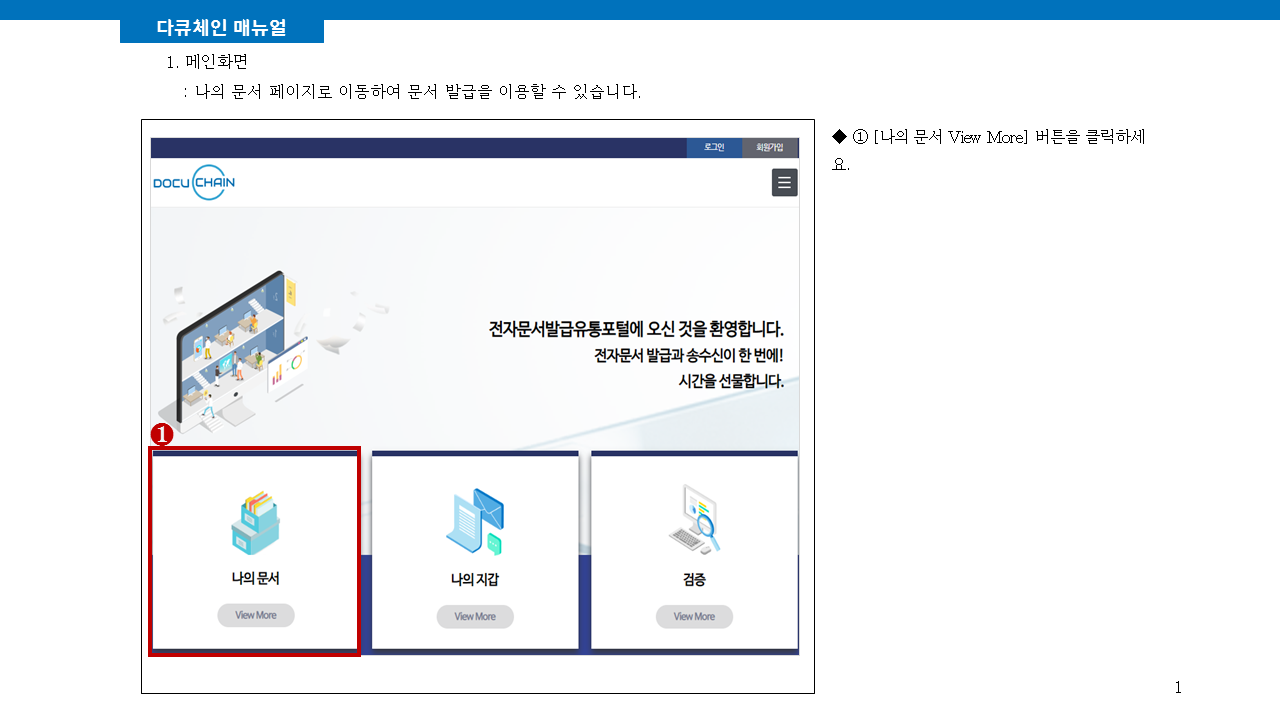 다큐체인 매뉴얼
1. 메인화면
: 나의 문서 페이지로 이동하여 문서 발급을 이용할 수 있습니다.
◆ ① [나의 문서 View More] 버튼을 클릭하세
요.
로그인 회원가입
DOCU CHAIN
전자문서발급유통포털에 오신 것을 환영합니다.
전자문서 발급과 송수신이 한 번에!
시간을 선물합니다.
❶
나의 문서
View More
나의 지갑
View More
검증
View More
1